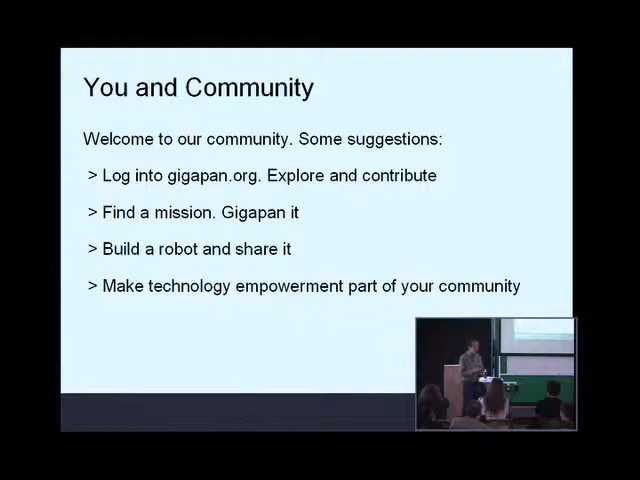 You and Community
Welcome to our community. Some suggestions:
> Log into gigapan.org. Explore and contribute
> Find a mission. Gigapan it
> Build a robot and share it
> Make technology empowerment part of your community